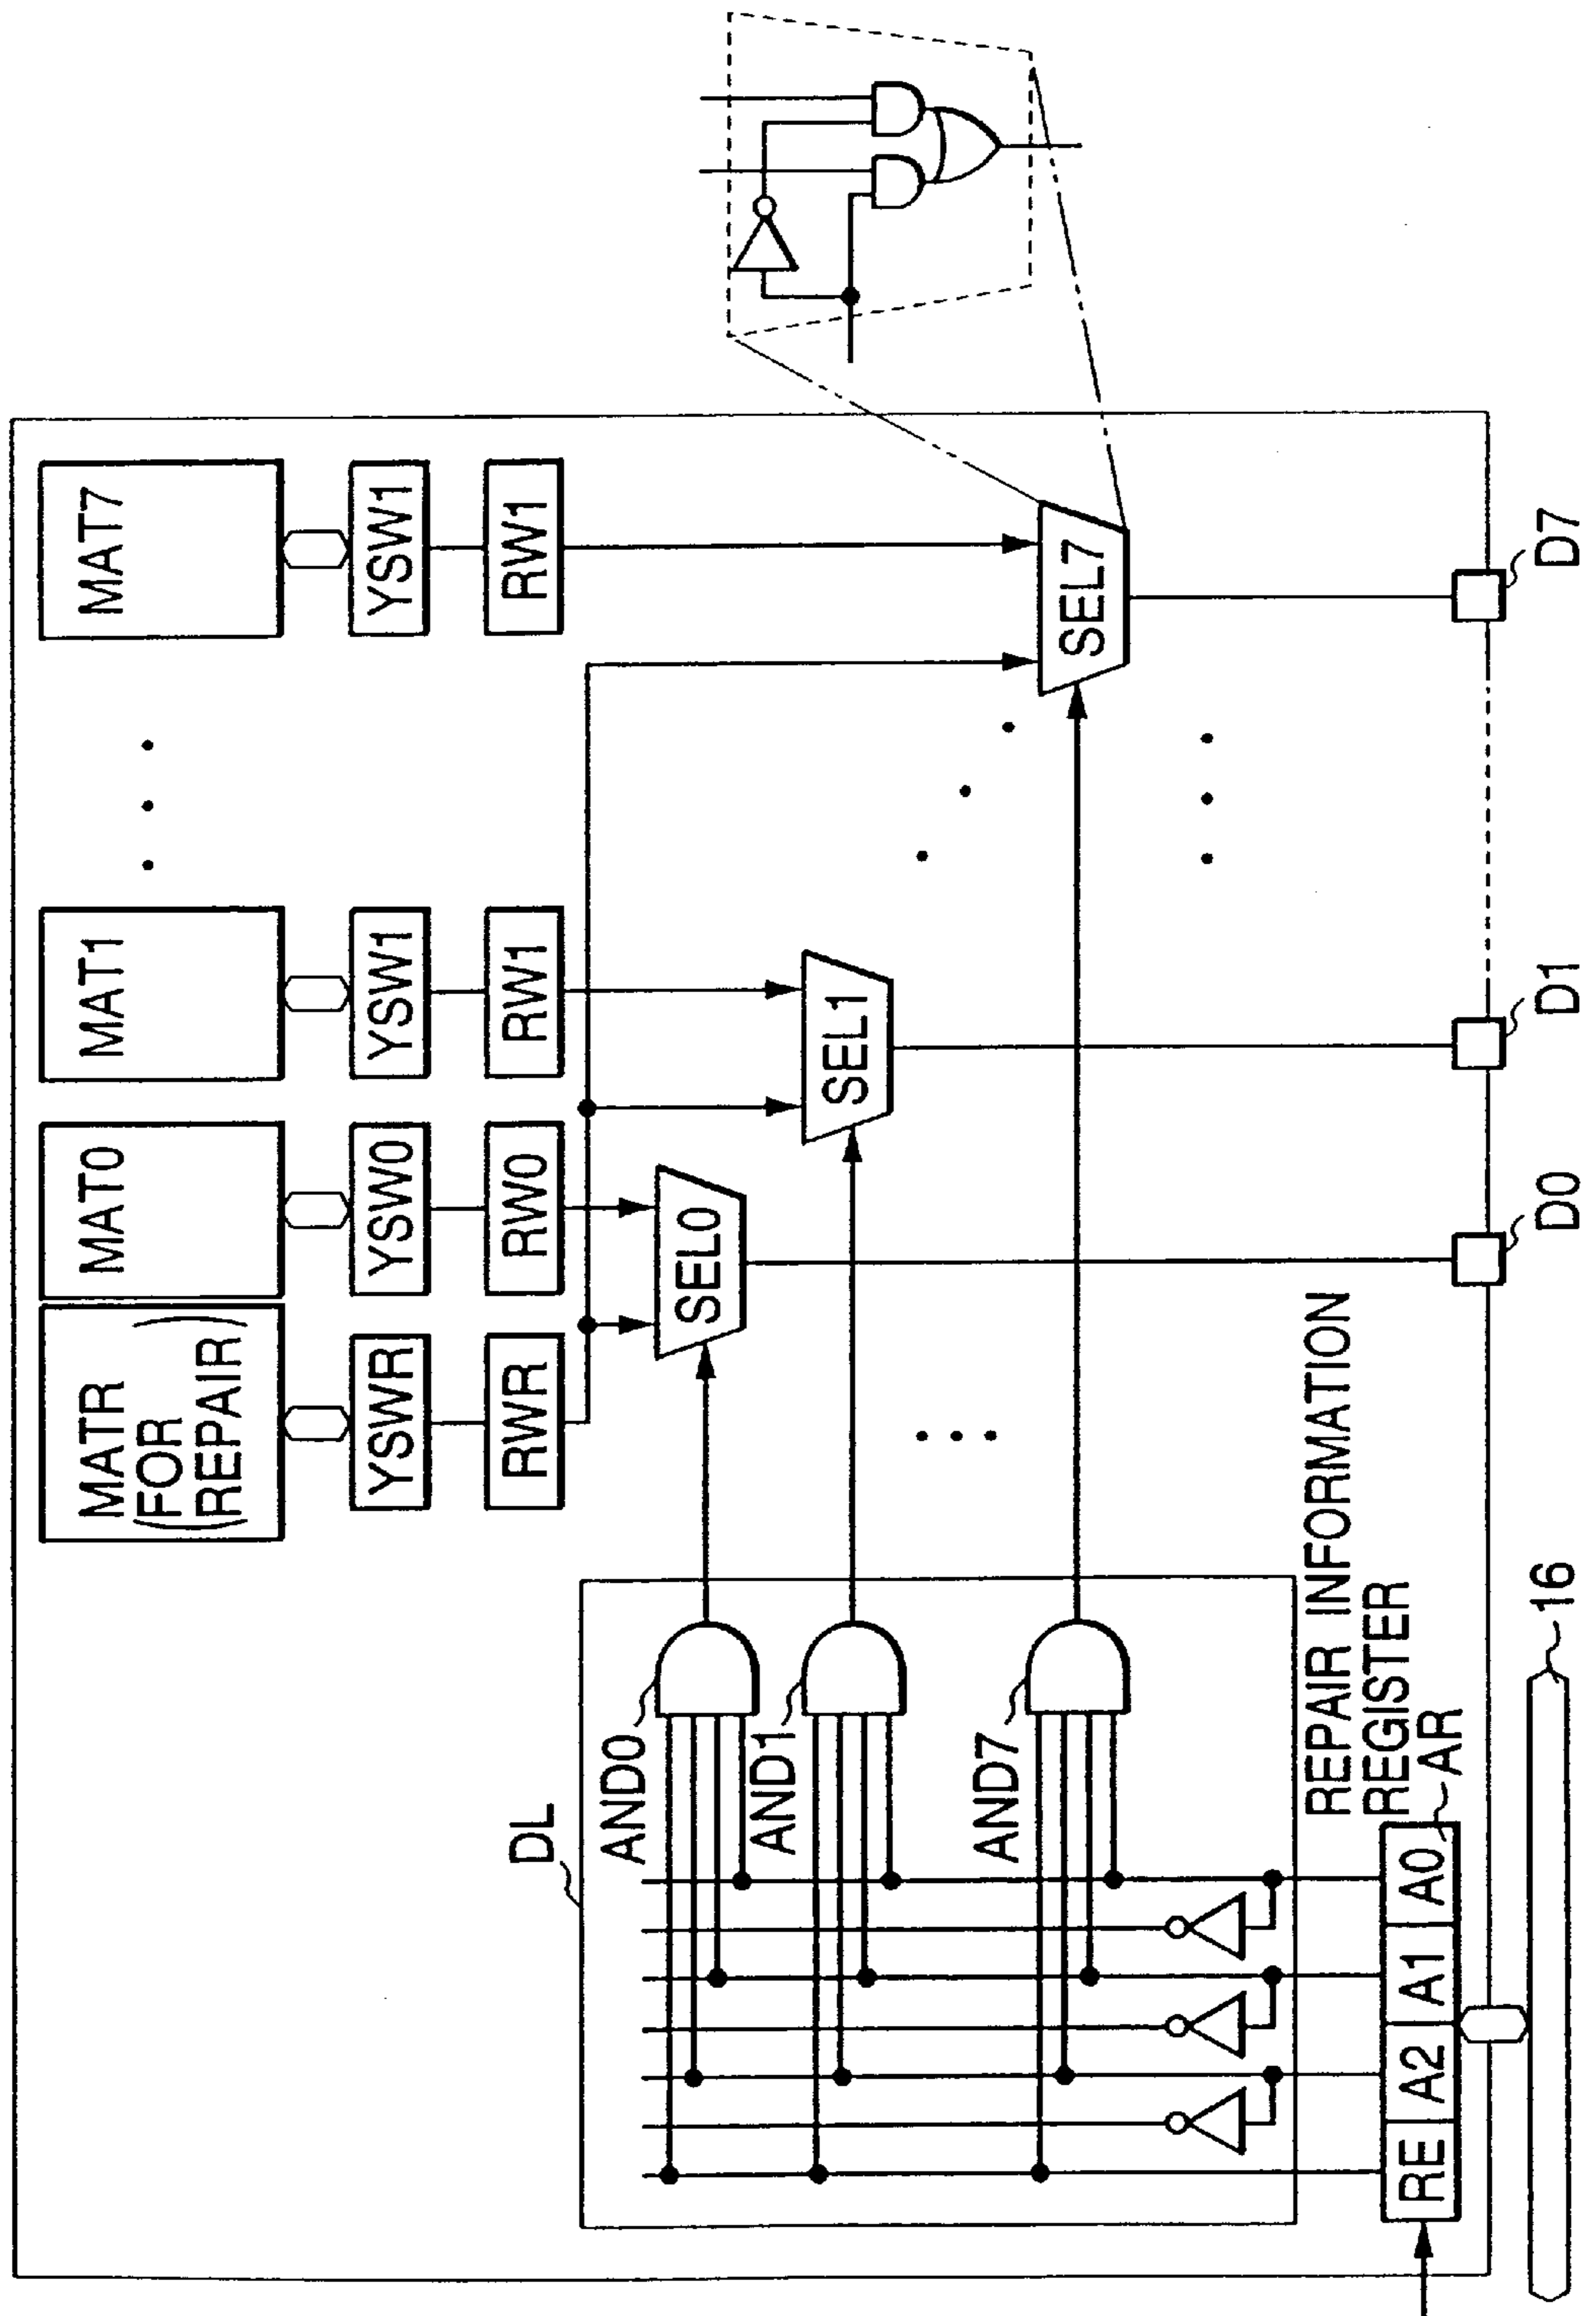 MATR
(FOR
REPAIR)
MAT0
MAT1
MAT7
YSWR
YSW0
YSW1
YSW1
RWR
RW0
RW1
RW1
SEL0
SEL1
SEL7
DL
AND0
AND1
AND7
REPAIR INFORMATION
REGISTER
AR
RE A2 A1 A0
16
D0
D1
D7